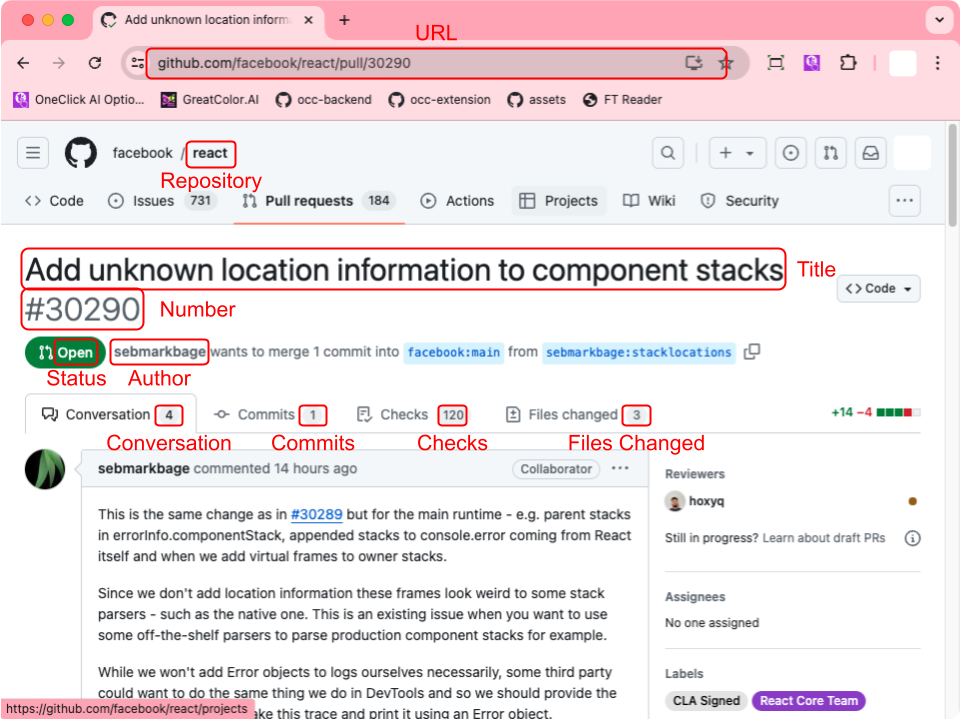 Add unknown location inform
URL
github.com/facebook/react/pull/30290
OneClick AI Optio...
GreatColor.AI
occ-backend
occ-extension
assets
FT Reader
facebook / react
Repository
Code
Issues 731
Pull requests 184
Actions
Projects
Wiki
Security
Add unknown location information to component stacks
Title
#30290
Number
Code
Open
sebmarkbage wants to merge 1 commit into facebook:main from sebmarkbage:stacklocations
Status
Author
Conversation 4
Commits 1
Checks 120
Files changed 3
+14 −4
Conversation
Commits
Checks
Files Changed
sebmarkbage commented 14 hours ago
Collaborator
This is the same change as in #30289 but for the main runtime - e.g. parent stacks
in errorInfo.componentStack, appended stacks to console.error coming from React
itself and when we add virtual frames to owner stacks.
Since we don't add location information these frames look weird to some stack
parsers - such as the native one. This is an existing issue when you want to use
some off-the-shelf parsers to parse production component stacks for example.
While we won't add Error objects to logs ourselves necessarily, some third party
could want to do the same thing we do in DevTools and so we should provide the
ake this trace and print it using an Error object.
Reviewers
hoxyq
Still in progress? Learn about draft PRs
Assignees
No one assigned
Labels
CLA Signed
React Core Team
https://github.com/facebook/react/projects